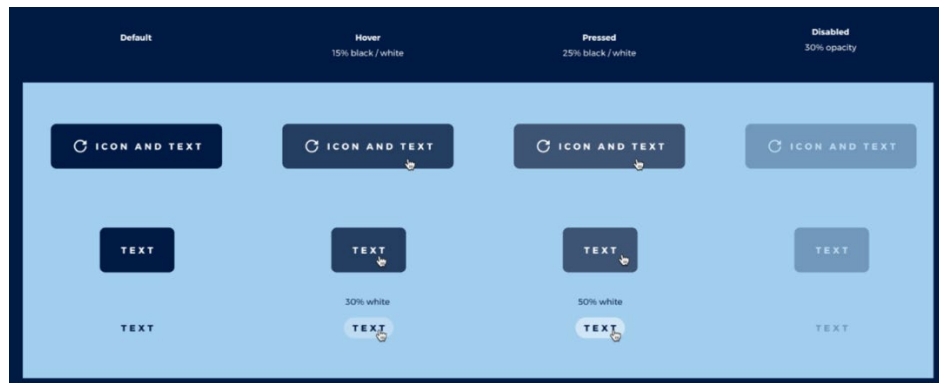 Default
Hover
15% black / white
Pressed
25% black / white
Disabled
30% opacity
ICON AND TEXT
ICON AND TEXT
ICON AND TEXT
ICON AND TEXT
TEXT
TEXT
TEXT
TEXT
30% white
50% white
TEXT
TEXT
TEXT
TEXT